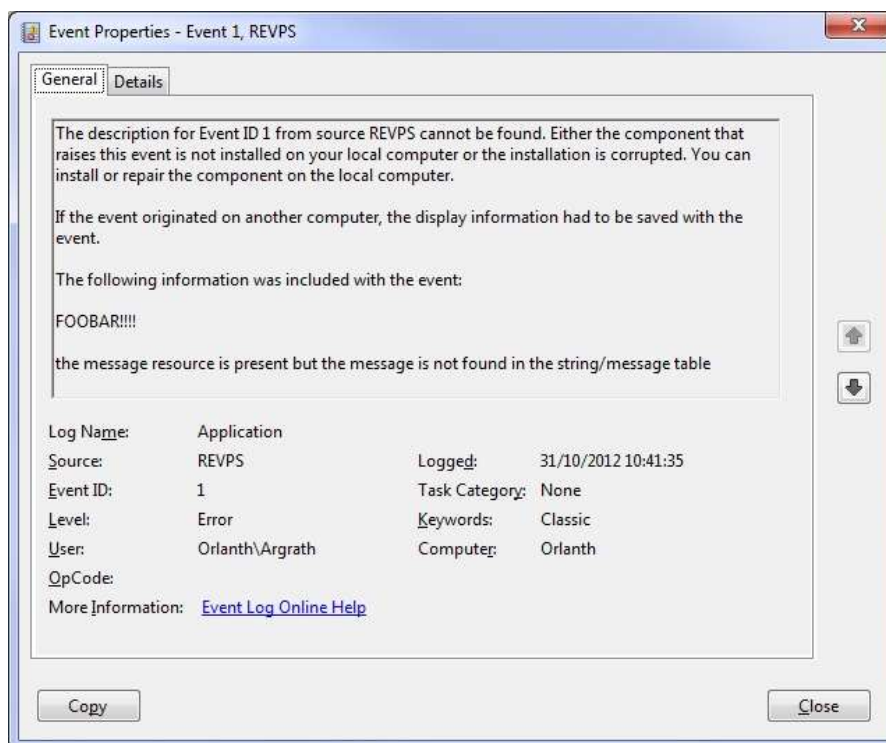 Event Properties - Event 1, REVPS
General Details
The description for Event ID 1 from source REVPS cannot be found. Either the component that
raises this event is not installed on your local computer or the installation is corrupted. You can
install or repair the component on the local computer.
If the event originated on another computer, the display information had to be saved with the
event.
The following information was included with the event:
FOOBAR!!!!
the message resource is present but the message is not found in the string/message table
Log Name: Application
Source: REVPS Logged: 31/10/2012 10:41:35
Event ID: 1 Task Category: None
Level: Error Keywords: Classic
User: Orlanth\Argrath Computer: Orlanth
OpCode:
More Information: Event Log Online Help
Copy Close